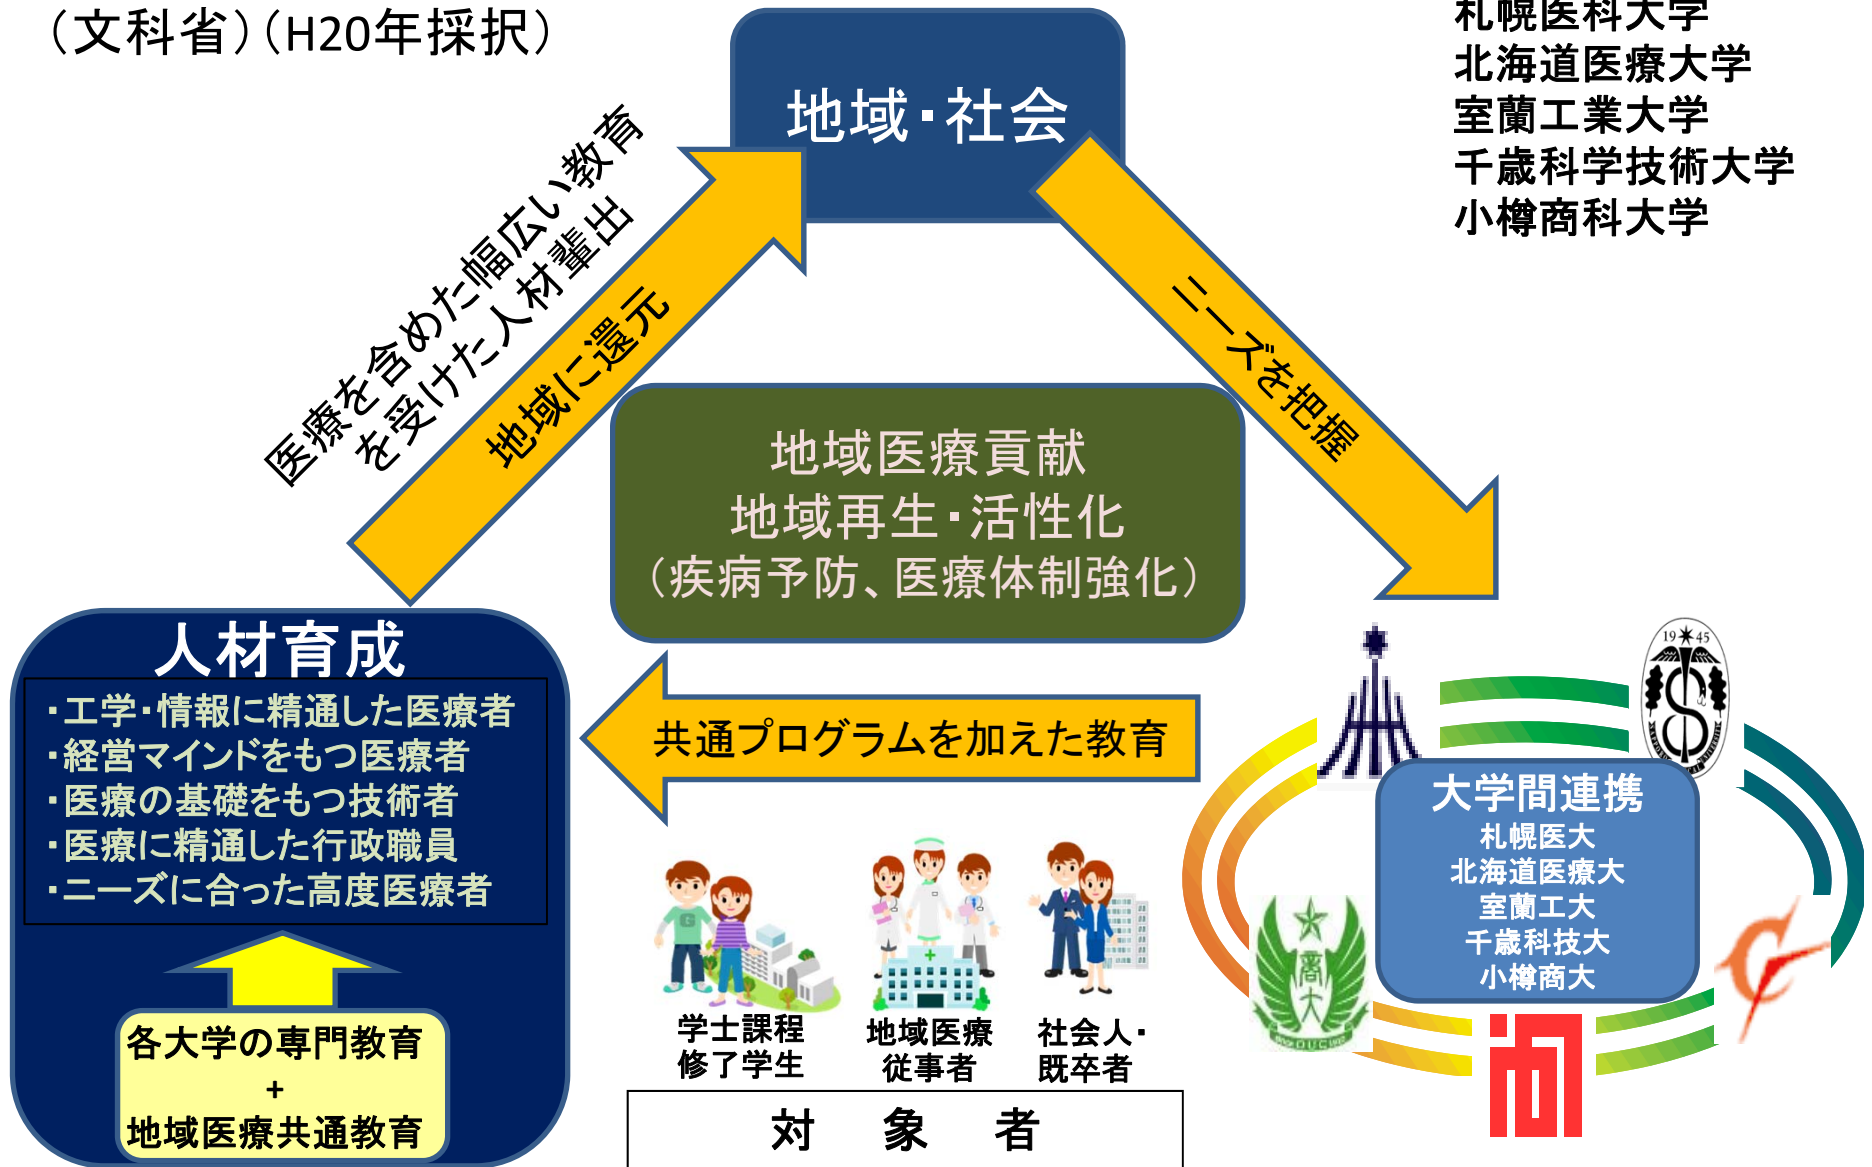 （文科省）（H20年採択）
札幌医科大学
北海道医療大学
室蘭工業大学
千歳科学技術大学
小樽商科大学
地域・社会
医療を含めた幅広い教育
を受けた人材輩出
地域に還元
ニーズを把握
地域医療貢献
地域再生・活性化
（疾病予防、医療体制強化）
人材育成
・工学・情報に精通した医療者
・経営マインドをもつ医療者
・医療の基礎をもつ技術者
・医療に精通した行政職員
・ニーズに合った高度医療者
各大学の専門教育
+
地域医療共通教育
共通プログラムを加えた教育
学士課程
修了学生
地域医療
従事者
社会人・
既卒者
対　象　者
19 45
大学間連携
札幌医大
北海道医療大
室蘭工大
千歳科技大
小樽商大
商大